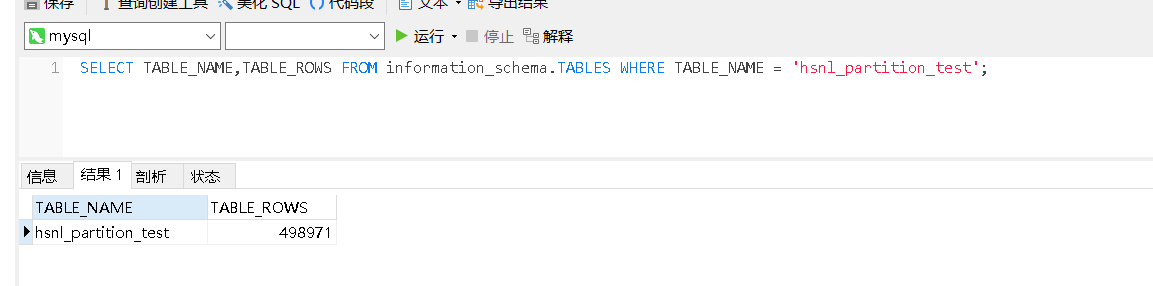 保存 查询创建工具 美化 SQL () 代码段 文本 导出结果
mysql 运行 停止 解释
1 SELECT TABLE_NAME,TABLE_ROWS FROM information_schema.TABLES WHERE TABLE_NAME = 'hsnl_partition_test';
信息 结果 1 剖析 状态
TABLE_NAME TABLE_ROWS
hsnl_partition_test 498971